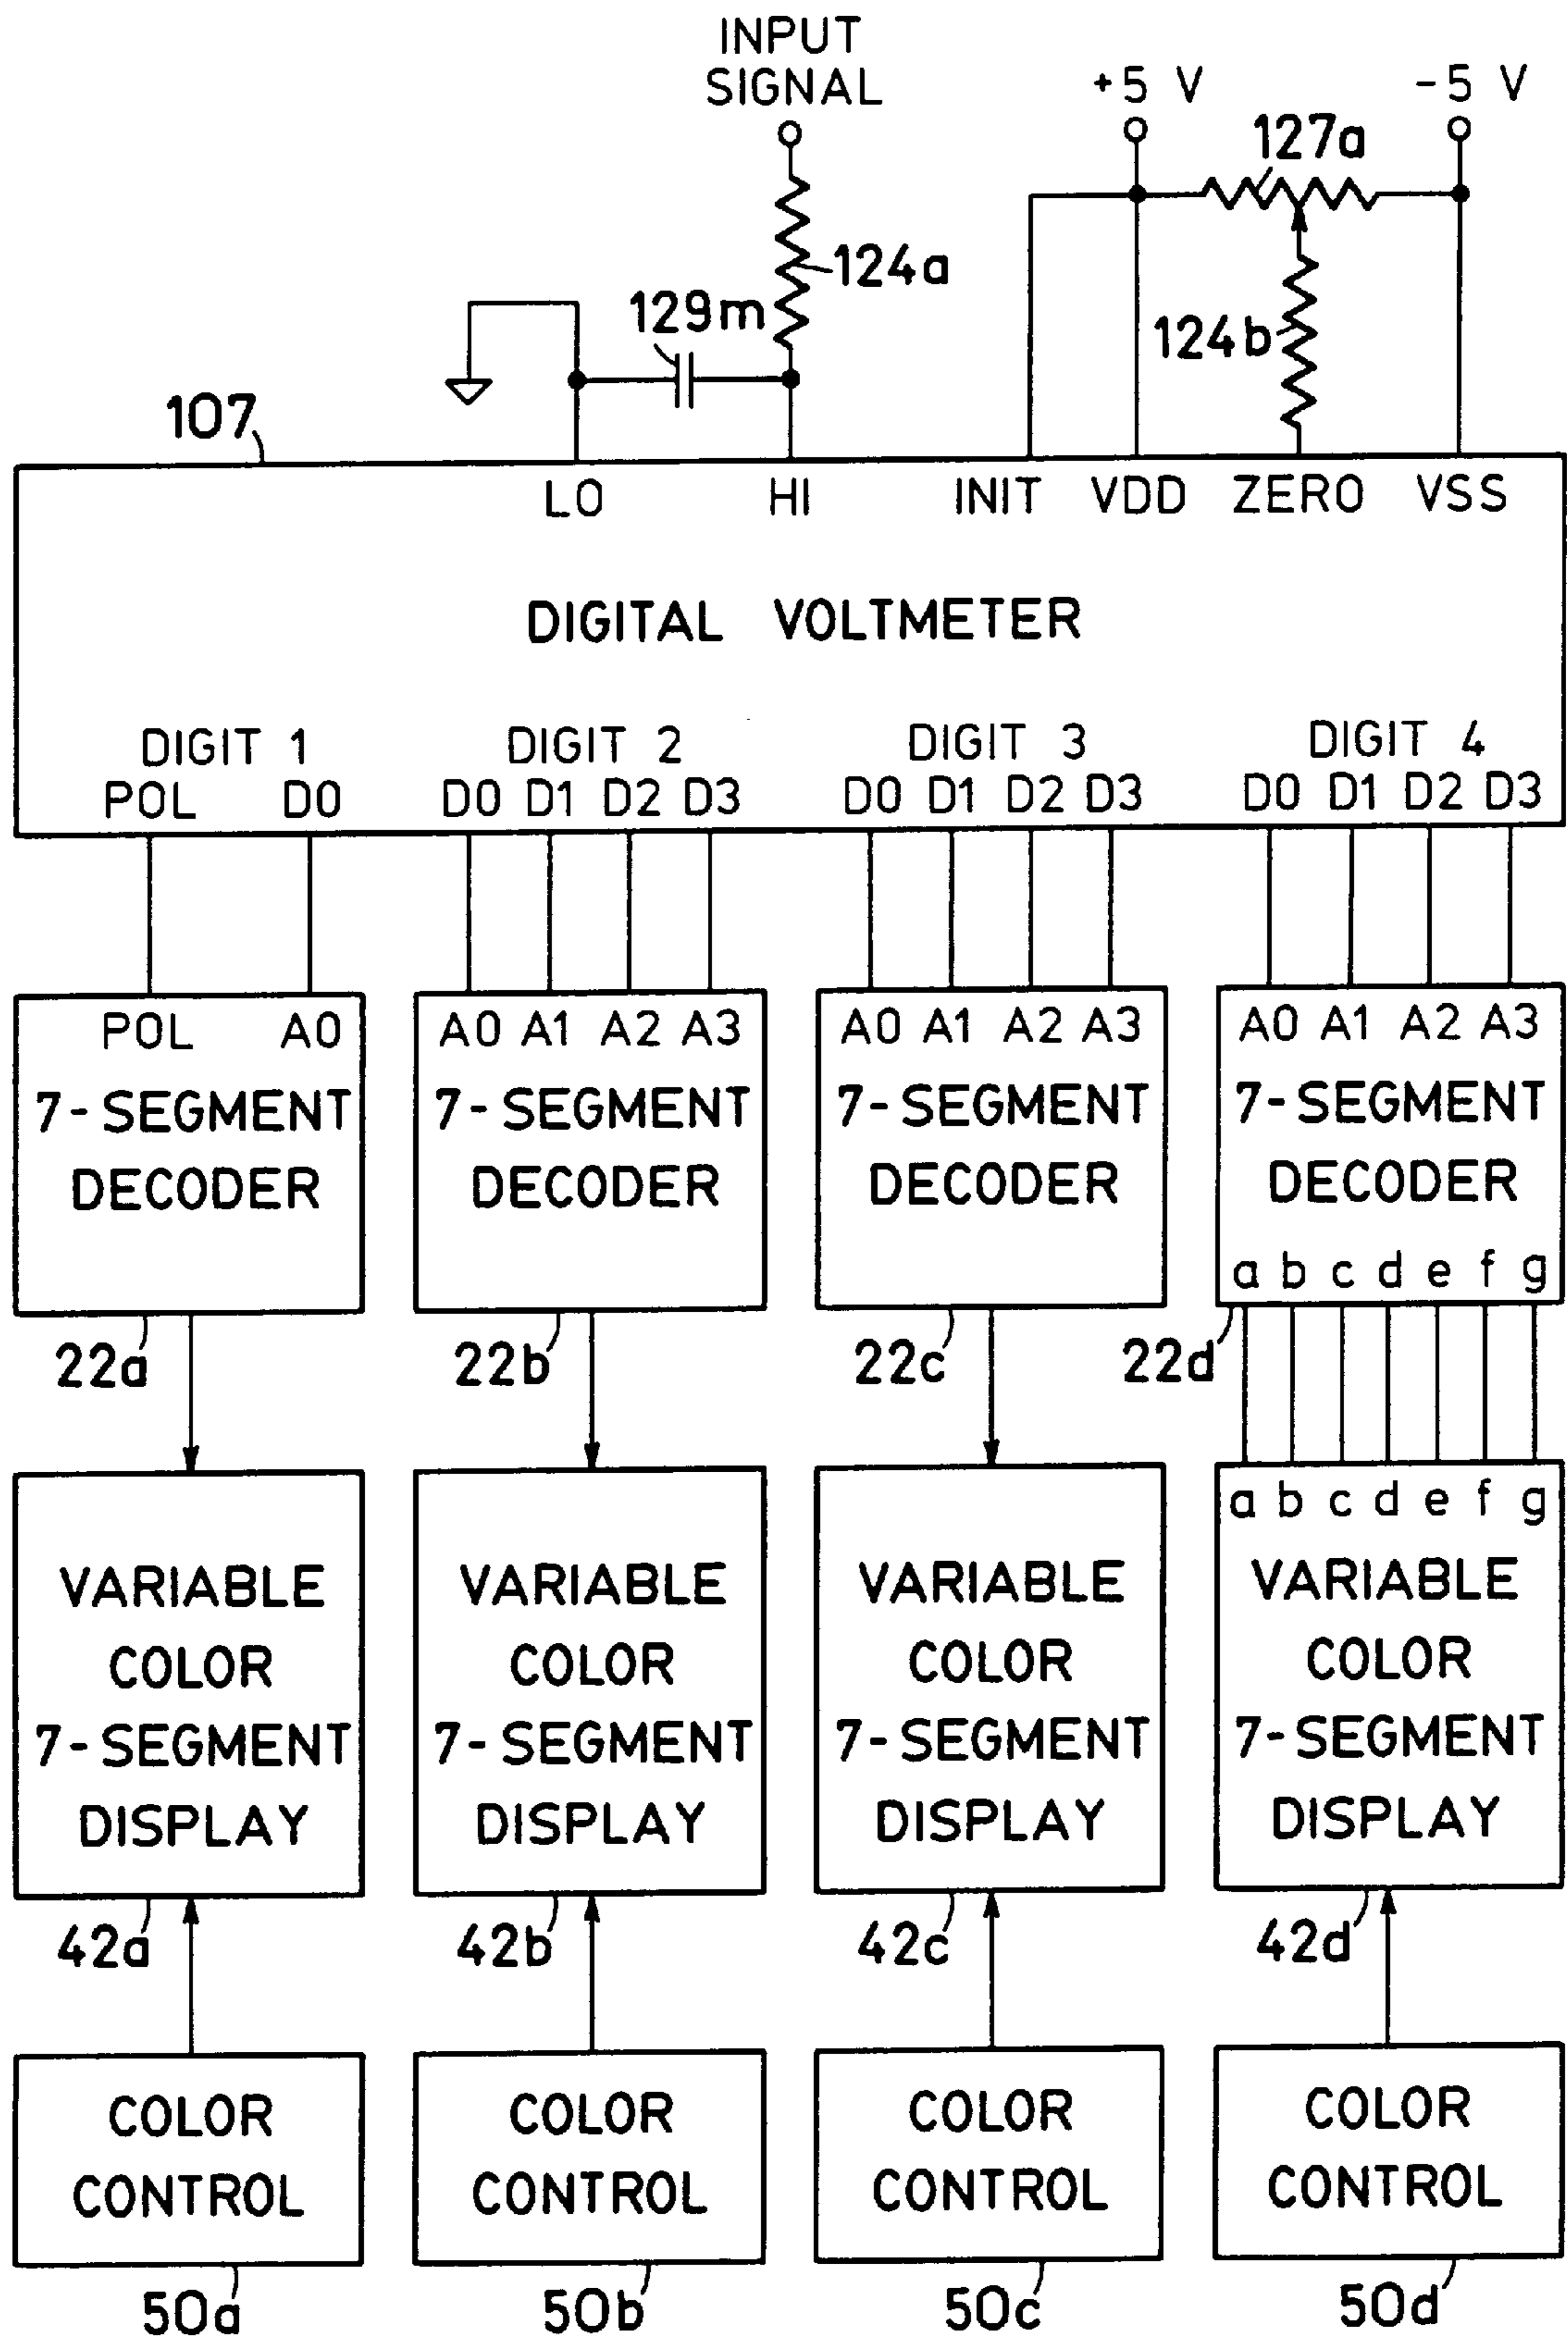 INPUT
SIGNAL
+5 V
-5 V
127a
124a
129m
124b
107
LO HI INIT VDD ZERO VSS
DIGITAL VOLTMETER
DIGIT 1 DIGIT 2 DIGIT 3 DIGIT 4
POL D0 D0 D1 D2 D3 D0 D1 D2 D3 D0 D1 D2 D3
POL A0 A0 A1 A2 A3 A0 A1 A2 A3 A0 A1 A2 A3
7-SEGMENT 7-SEGMENT 7-SEGMENT 7-SEGMENT
DECODER DECODER DECODER DECODER
a b c d e f g
22a 22b 22c 22d
a b c d e f g
VARIABLE VARIABLE VARIABLE VARIABLE
COLOR COLOR COLOR COLOR
7-SEGMENT 7-SEGMENT 7-SEGMENT 7-SEGMENT
DISPLAY DISPLAY DISPLAY DISPLAY
42a 42b 42c 42d
COLOR COLOR COLOR COLOR
CONTROL CONTROL CONTROL CONTROL
50a 50b 50c 50d